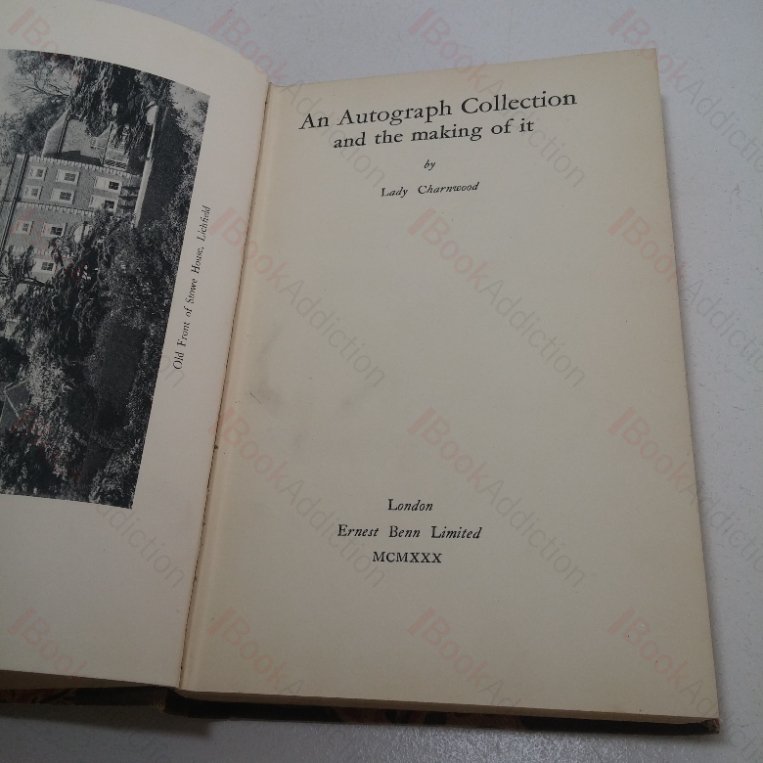 Old Front of Stowe House, Lichfield
An Autograph Collection
and the making of it
by
Lady Charnwood
London
Ernest Benn Limited
MCMXXX
BookAddiction